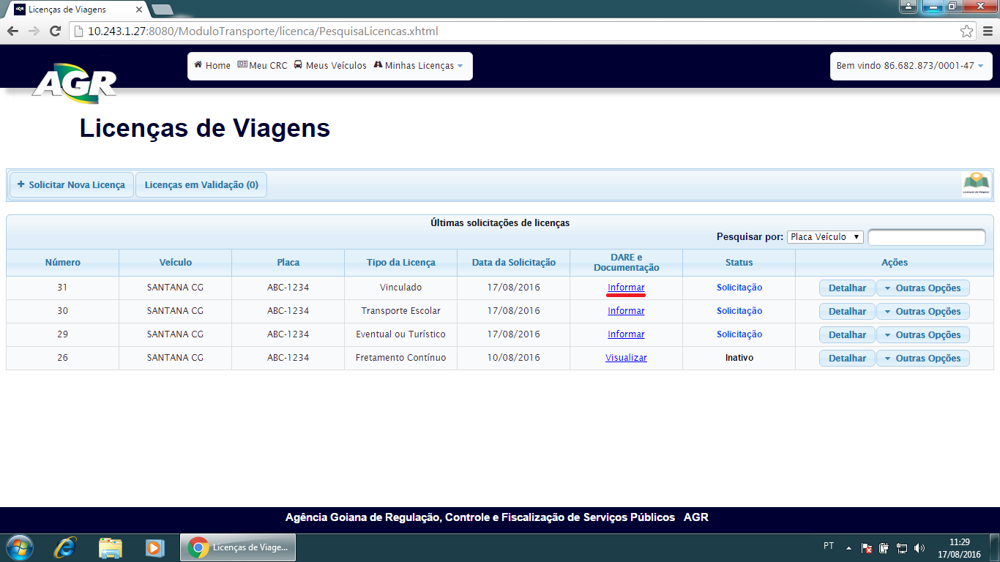 Licenças de Viagens
10.243.1.27:8080/ModuloTransporte/licenca/PesquisaLicencas.xhtml
AGR
Home Meu CRC Meus Veículos Minhas Licenças
Bem vindo 86.682.873/0001-47
Licenças de Viagens
+ Solicitar Nova Licença Licenças em Validação (0)
Licenças de Viagens
Últimas solicitações de licenças
Pesquisar por: Placa Veículo
Número Veículo Placa Tipo da Licença Data da Solicitação DARE e Documentação Status Ações
31 SANTANA CG ABC-1234 Vinculado 17/08/2016 Informar Solicitação Detalhar Outras Opções
30 SANTANA CG ABC-1234 Transporte Escolar 17/08/2016 Informar Solicitação Detalhar Outras Opções
29 SANTANA CG ABC-1234 Eventual ou Turístico 17/08/2016 Informar Solicitação Detalhar Outras Opções
26 SANTANA CG ABC-1234 Fretamento Contínuo 10/08/2016 Visualizar Inativo Detalhar Outras Opções
Agência Goiana de Regulação, Controle e Fiscalização de Serviços Públicos AGR
Licenças de Viage...
PT
11:29
17/08/2016